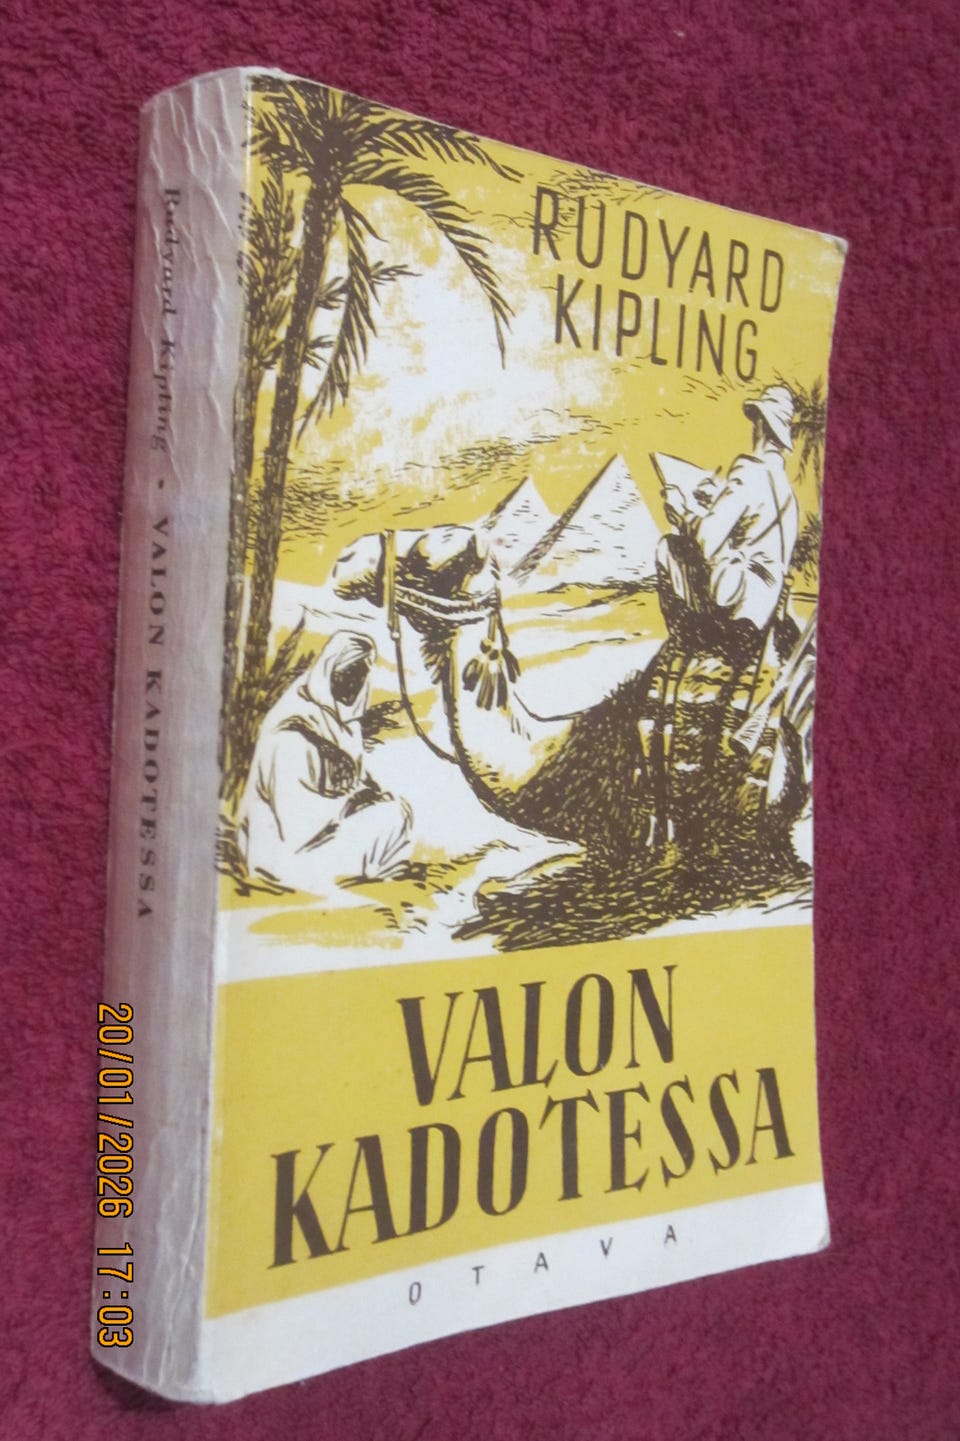 RUDYARD
KIPLING
VALON
KADOTESSA
OTAVA
Rudyard Kipling • VALON KADOTESSA
20/01/2026 17:03